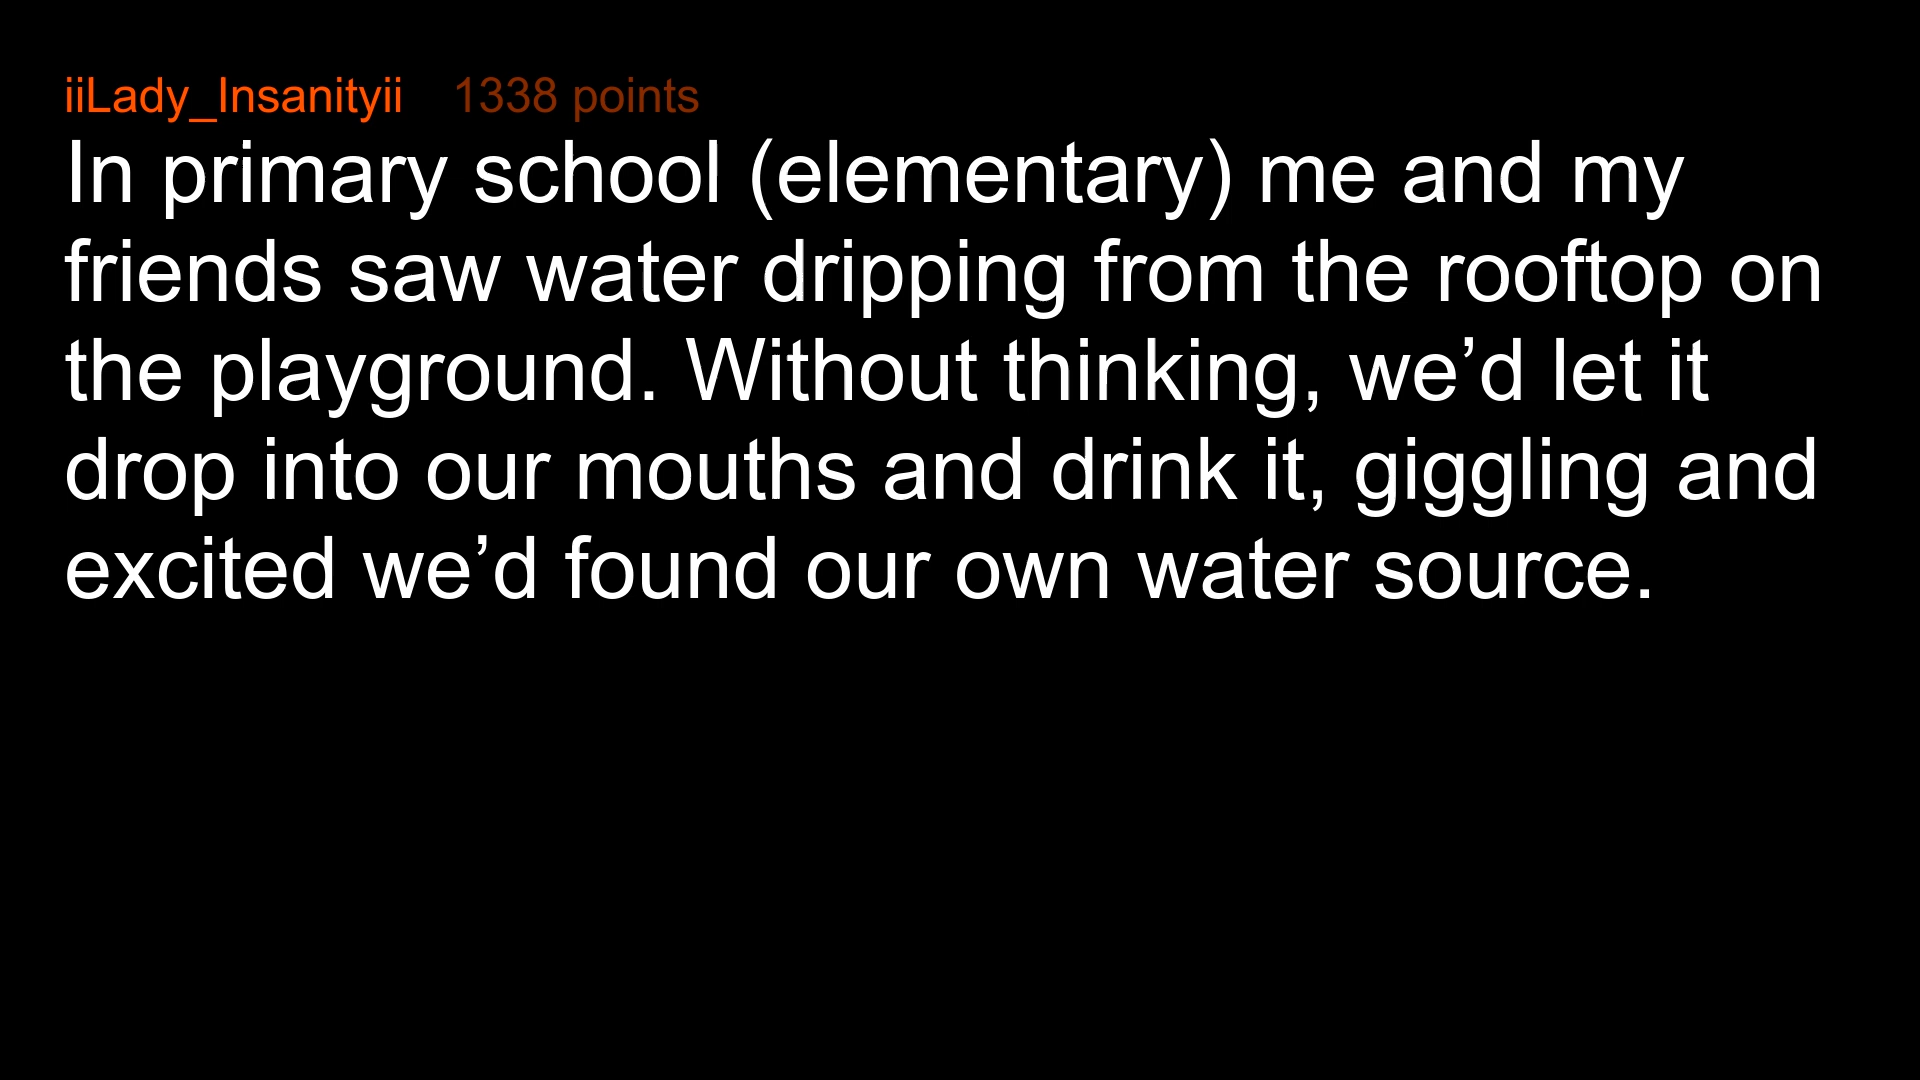 iiLady_Insanityii 1338 points
In primary school (elementary) me and my
friends saw water dripping from the rooftop on
the playground. Without thinking, we’d let it
drop into our mouths and drink it, giggling and
excited we’d found our own water source.